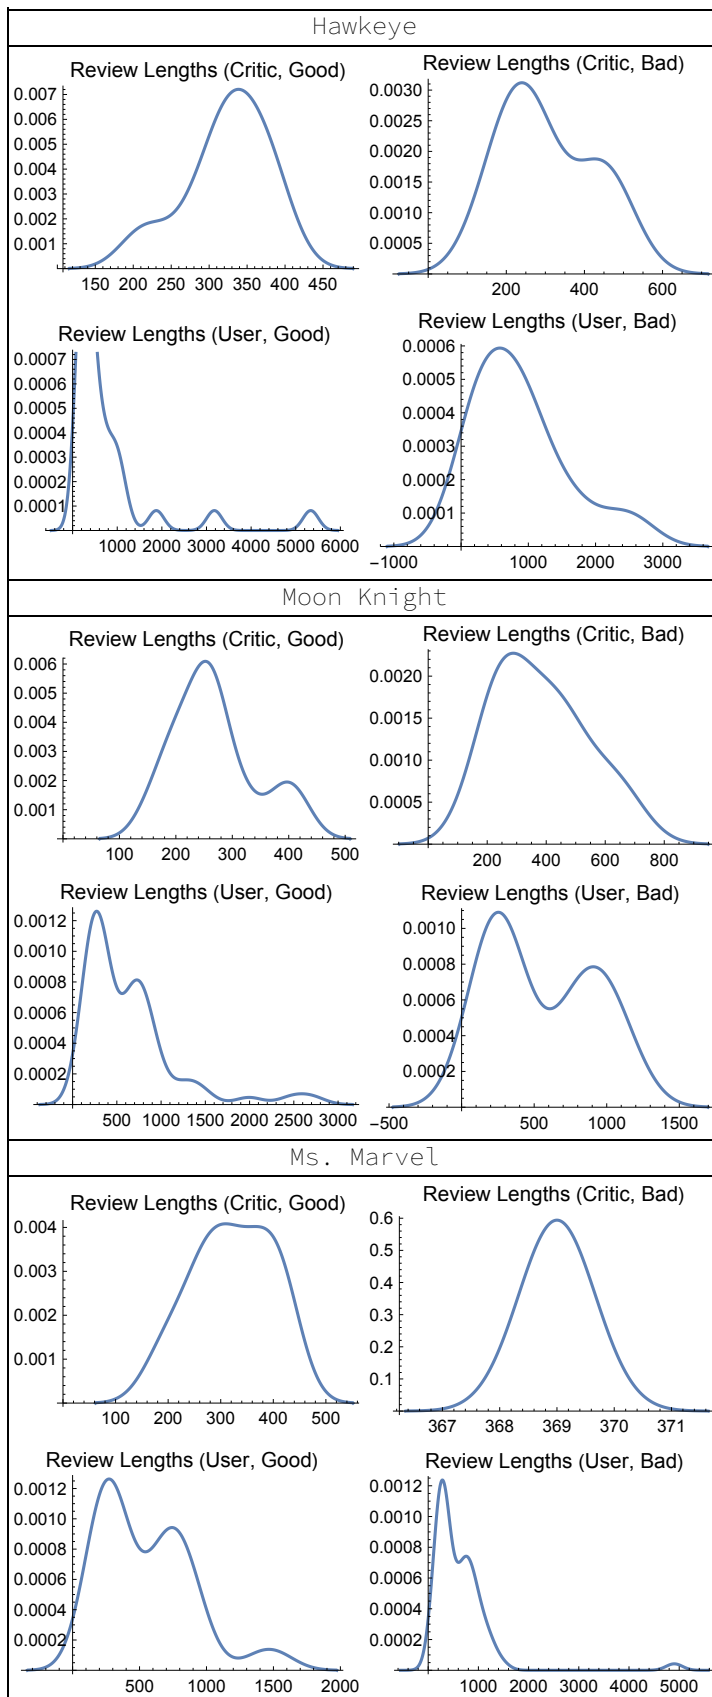 Hawkeye
Review Lengths (Critic, Good)
0.007
0.006
0.005
0.004
0.003
0.002
0.001
150 200 250 300 350 400 450
Review Lengths (Critic, Bad)
0.0030
0.0025
0.0020
0.0015
0.0010
0.0005
200 400 600
Review Lengths (User, Good)
0.0007
0.0006
0.0005
0.0004
0.0003
0.0002
0.0001
1000 2000 3000 4000 5000 6000
Review Lengths (User, Bad)
0.0006
0.0005
0.0004
0.0003
0.0002
0.0001
−1000 1000 2000 3000
Moon Knight
Review Lengths (Critic, Good)
0.006
0.005
0.004
0.003
0.002
0.001
100 200 300 400 500
Review Lengths (Critic, Bad)
0.0020
0.0015
0.0010
0.0005
200 400 600 800
Review Lengths (User, Good)
0.0012
0.0010
0.0008
0.0006
0.0004
0.0002
500 1000 1500 2000 2500 3000
Review Lengths (User, Bad)
0.0010
0.0008
0.0006
0.0004
0.0002
−500 500 1000 1500
Ms. Marvel
Review Lengths (Critic, Good)
0.004
0.003
0.002
0.001
100 200 300 400 500
Review Lengths (Critic, Bad)
0.6
0.5
0.4
0.3
0.2
0.1
367 368 369 370 371
Review Lengths (User, Good)
0.0012
0.0010
0.0008
0.0006
0.0004
0.0002
500 1000 1500 2000
Review Lengths (User, Bad)
0.0012
0.0010
0.0008
0.0006
0.0004
0.0002
1000 2000 3000 4000 5000